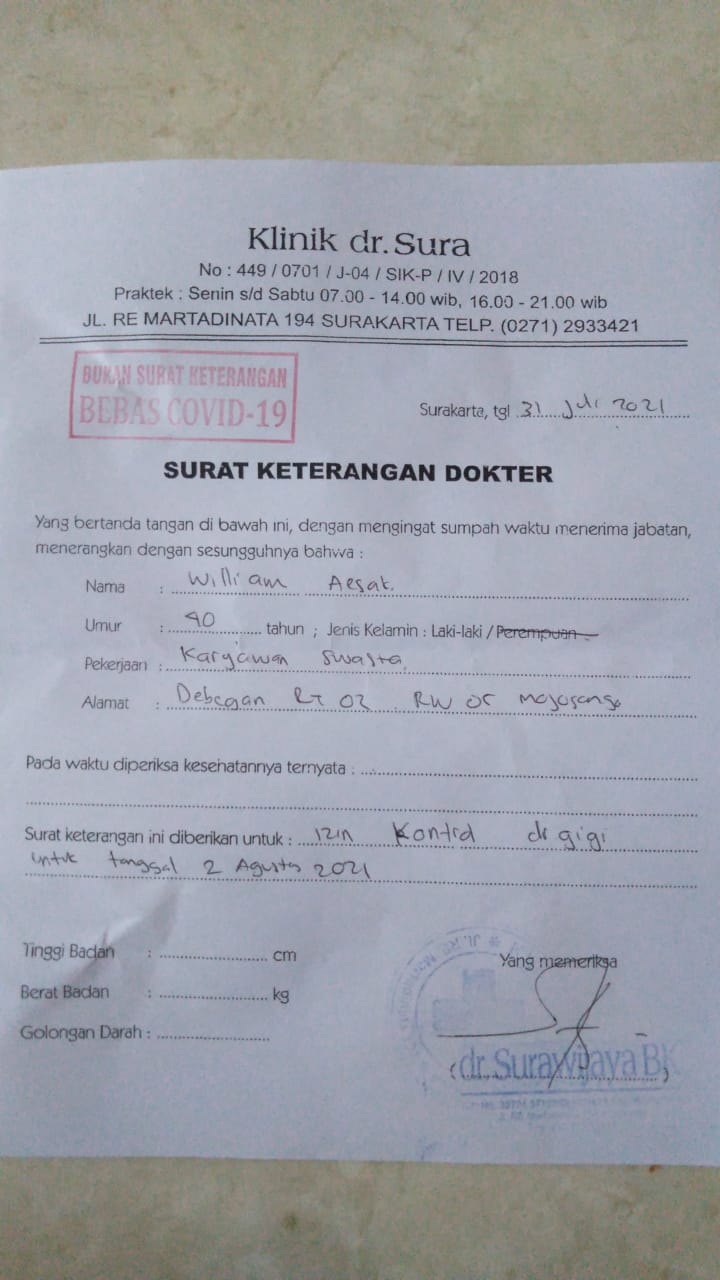 Klinik dr. Sura
No : 449 / 0701 / J-04 / SIK-P / IV / 2018
Praktek : Senin s/d Sabtu 07.00 - 14.00 wib, 16.00 - 21.00 wib
JL. RE MARTADINATA 194 SURAKARTA TELP. (0271) 2933421
BUKAN SURAT KETERANGAN
BEBAS COVID-19
Surakarta, tgl 31 Juli 2021
SURAT KETERANGAN DOKTER
Yang bertanda tangan di bawah ini, dengan mengingat sumpah waktu menerima jabatan,
menerangkan dengan sesungguhnya bahwa :
Nama : William Aesak
Umur : 40 tahun ; Jenis Kelamin : Laki-laki / Perempuan
Pekerjaan : Karyawan Swasta
Alamat : Debegan RT 02 RW 05 Mojosongo
Pada waktu diperiksa kesehatannya ternyata :
Surat keterangan ini diberikan untuk : izin Kontrol dr gigi
untuk tanggal 2 Agustus 2021
Tinggi Badan : cm
Berat Badan : kg
Golongan Darah :
Yang memeriksa
(dr. Surawijaya BK)